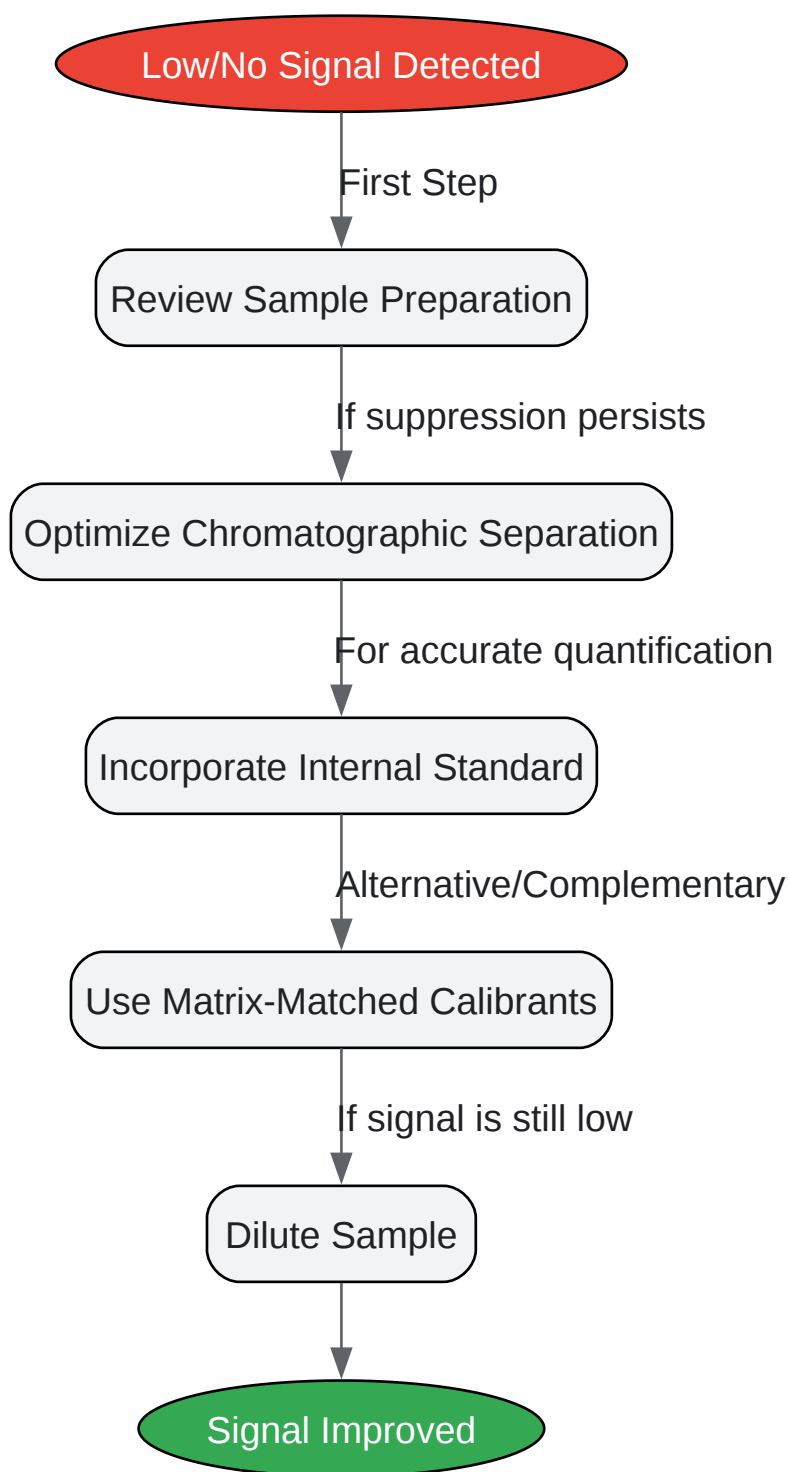 Low/No Signal Detected
First Step
Review Sample Preparation
If suppression persists
Optimize Chromatographic Separation
For accurate quantification
Incorporate Internal Standard
Alternative/Complementary
Use Matrix-Matched Calibrants
If signal is still low
Dilute Sample
Signal Improved